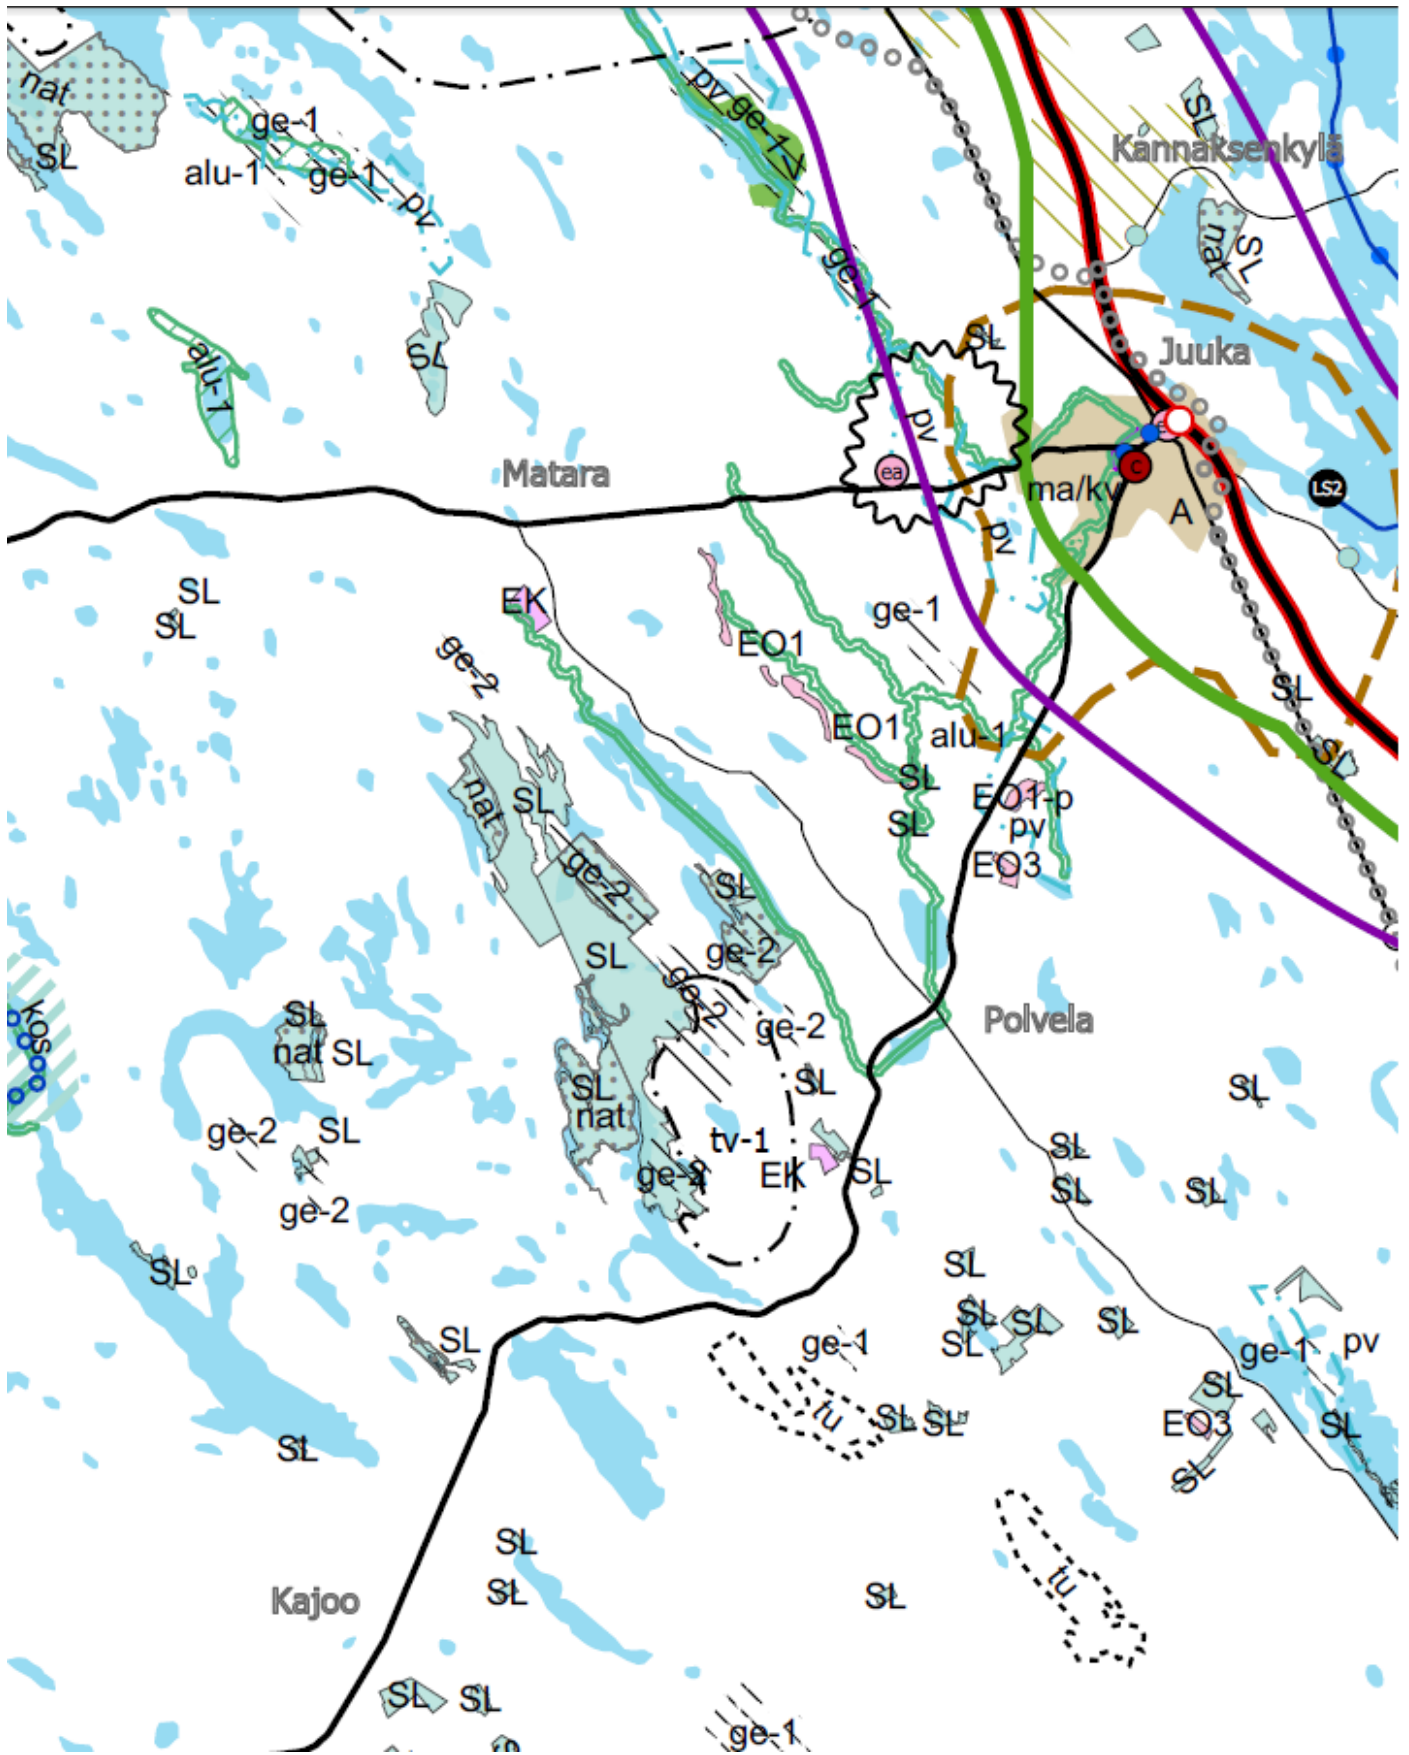 nat
SL
ge-1
alu-1
ge-1
pv
pv
ge-1
V
SL
Kannaksenkylä
nat
SL
ge-1
alu-1
SL
SL
Juuka
pv
Matara
ea
c
ma/kv
A
LS2
pv
SL
SL
EK
ge-1
EO1
ge-2
SL
EO1
alu-1
SL
nat
SL
SL
EO1-p
SL
pv
EO3
ge-2
SL
ge-2
SL
ge-2
kos
SL
nat
SL
ge-2
Polvela
SL
SL
SL
nat
ge-2
SL
tv-1
SL
ge-2
EK
SL
SL
SL
ge-2
SL
SL
SL
SL
SL
SL
SL
ge-1
ge-1
pv
SL
tu
SL
SL
EO3
SL
SL
SL
SL
SL
tu
SL
Kajoo
SL
SL
ge-1